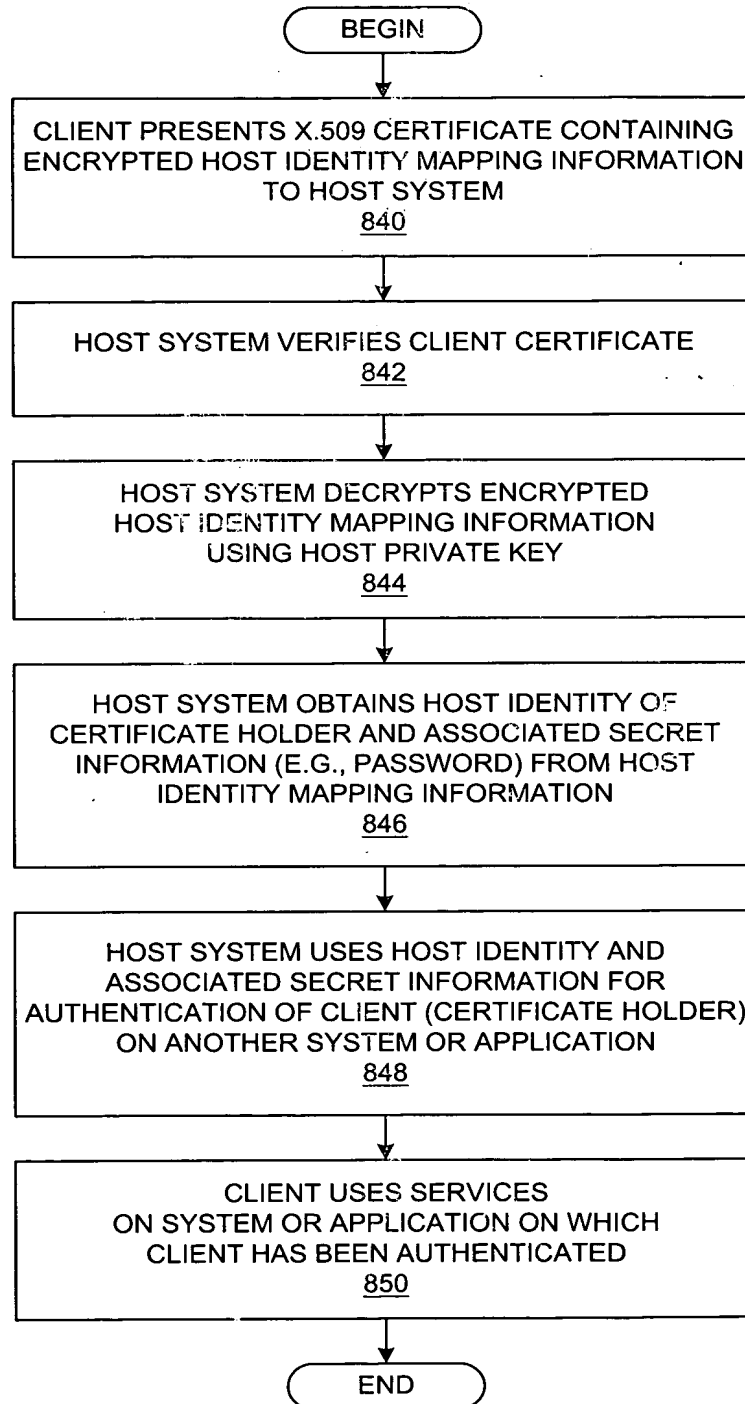 BEGIN
CLIENT PRESENTS X.509 CERTIFICATE CONTAINING
ENCRYPTED HOST IDENTITY MAPPING INFORMATION
TO HOST SYSTEM
840
HOST SYSTEM VERIFIES CLIENT CERTIFICATE
842
HOST SYSTEM DECRYPTS ENCRYPTED
HOST IDENTITY MAPPING INFORMATION
USING HOST PRIVATE KEY
844
HOST SYSTEM OBTAINS HOST IDENTITY OF
CERTIFICATE HOLDER AND ASSOCIATED SECRET
INFORMATION (E.G., PASSWORD) FROM HOST
IDENTITY MAPPING INFORMATION
846
HOST SYSTEM USES HOST IDENTITY AND
ASSOCIATED SECRET INFORMATION FOR
AUTHENTICATION OF CLIENT (CERTIFICATE HOLDER)
ON ANOTHER SYSTEM OR APPLICATION
848
CLIENT USES SERVICES
ON SYSTEM OR APPLICATION ON WHICH
CLIENT HAS BEEN AUTHENTICATED
850
END